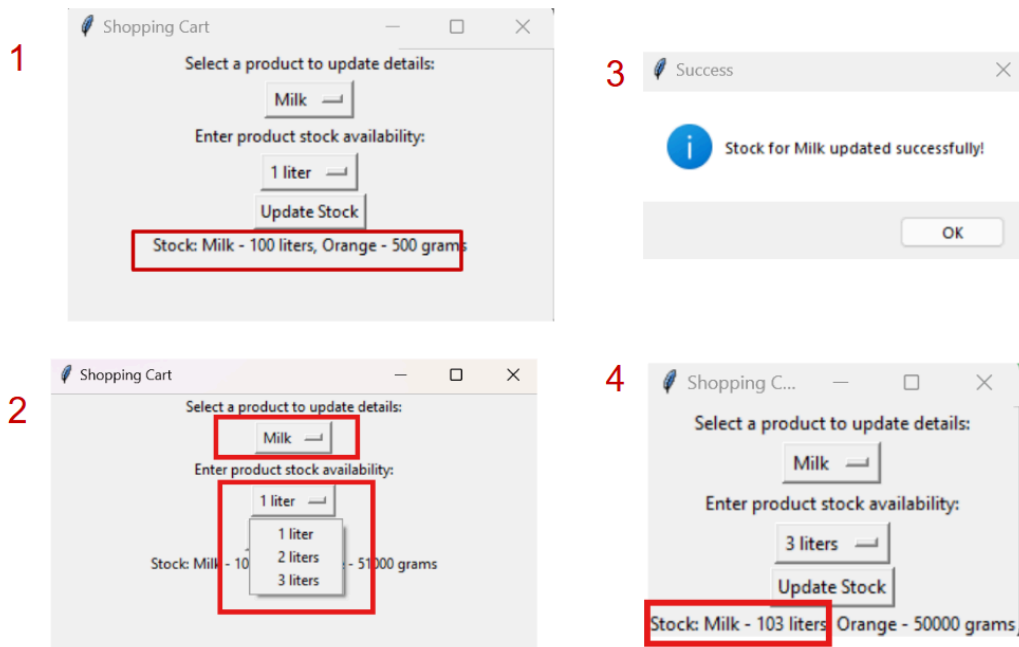 1
Shopping Cart
Select a product to update details:
Milk
Enter product stock availability:
1 liter
Update Stock
Stock: Milk - 100 liters, Orange - 500 grams
2
Shopping Cart
Select a product to update details:
Milk
Enter product stock availability:
1 liter
1 liter
2 liters
3 liters
Stock: Milk - 10 - 51000 grams
3
Success
i
Stock for Milk updated successfully!
OK
4
Shopping C...
Select a product to update details:
Milk
Enter product stock availability:
3 liters
Update Stock
Stock: Milk - 103 liters, Orange - 50000 grams